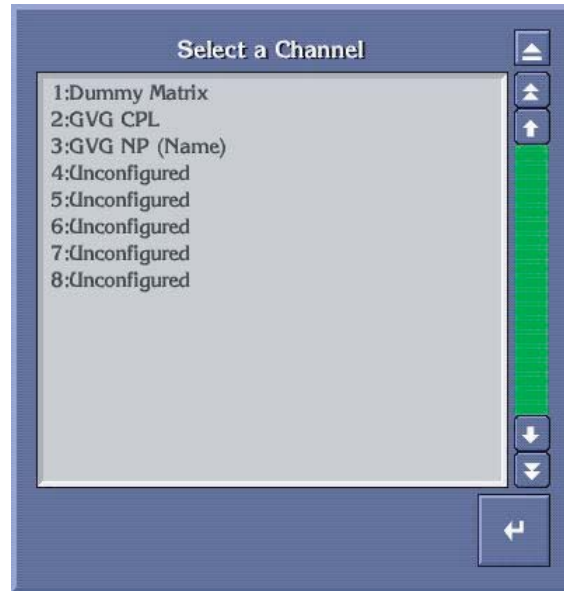 Select a Channel
1:Dummy Matrix
2:GVG CPL
3:GVG NP (Name)
4:Unconfigured
5:Unconfigured
6:Unconfigured
7:Unconfigured
8:Unconfigured